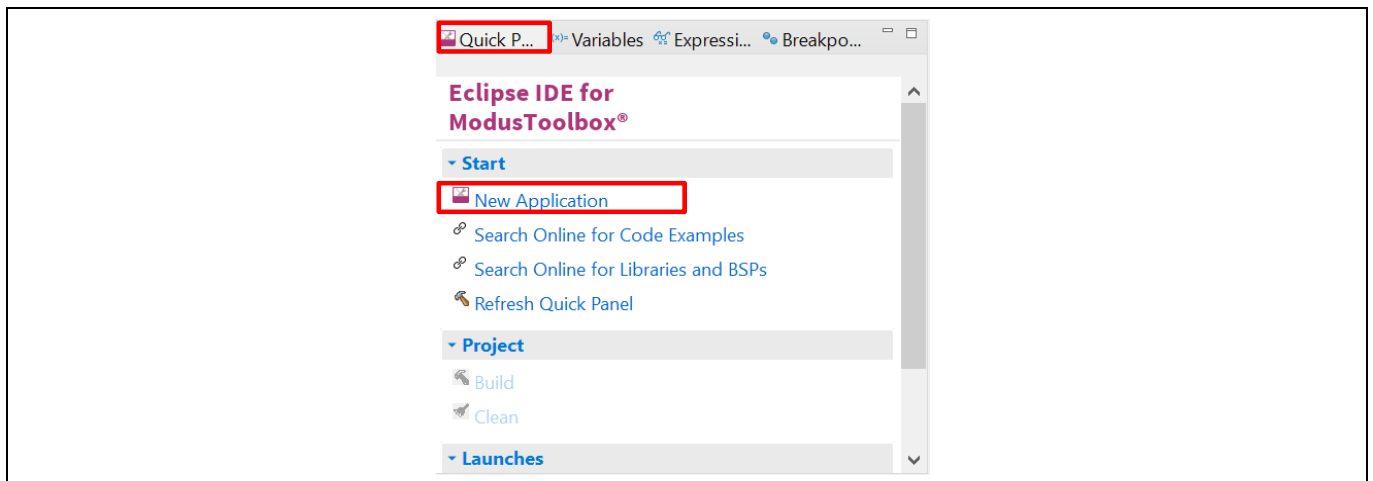 Quick P... (x)= Variables Expressi... Breakpo...
Eclipse IDE for
ModusToolbox®
Start
New Application
Search Online for Code Examples
Search Online for Libraries and BSPs
Refresh Quick Panel
Project
Build
Clean
Launches